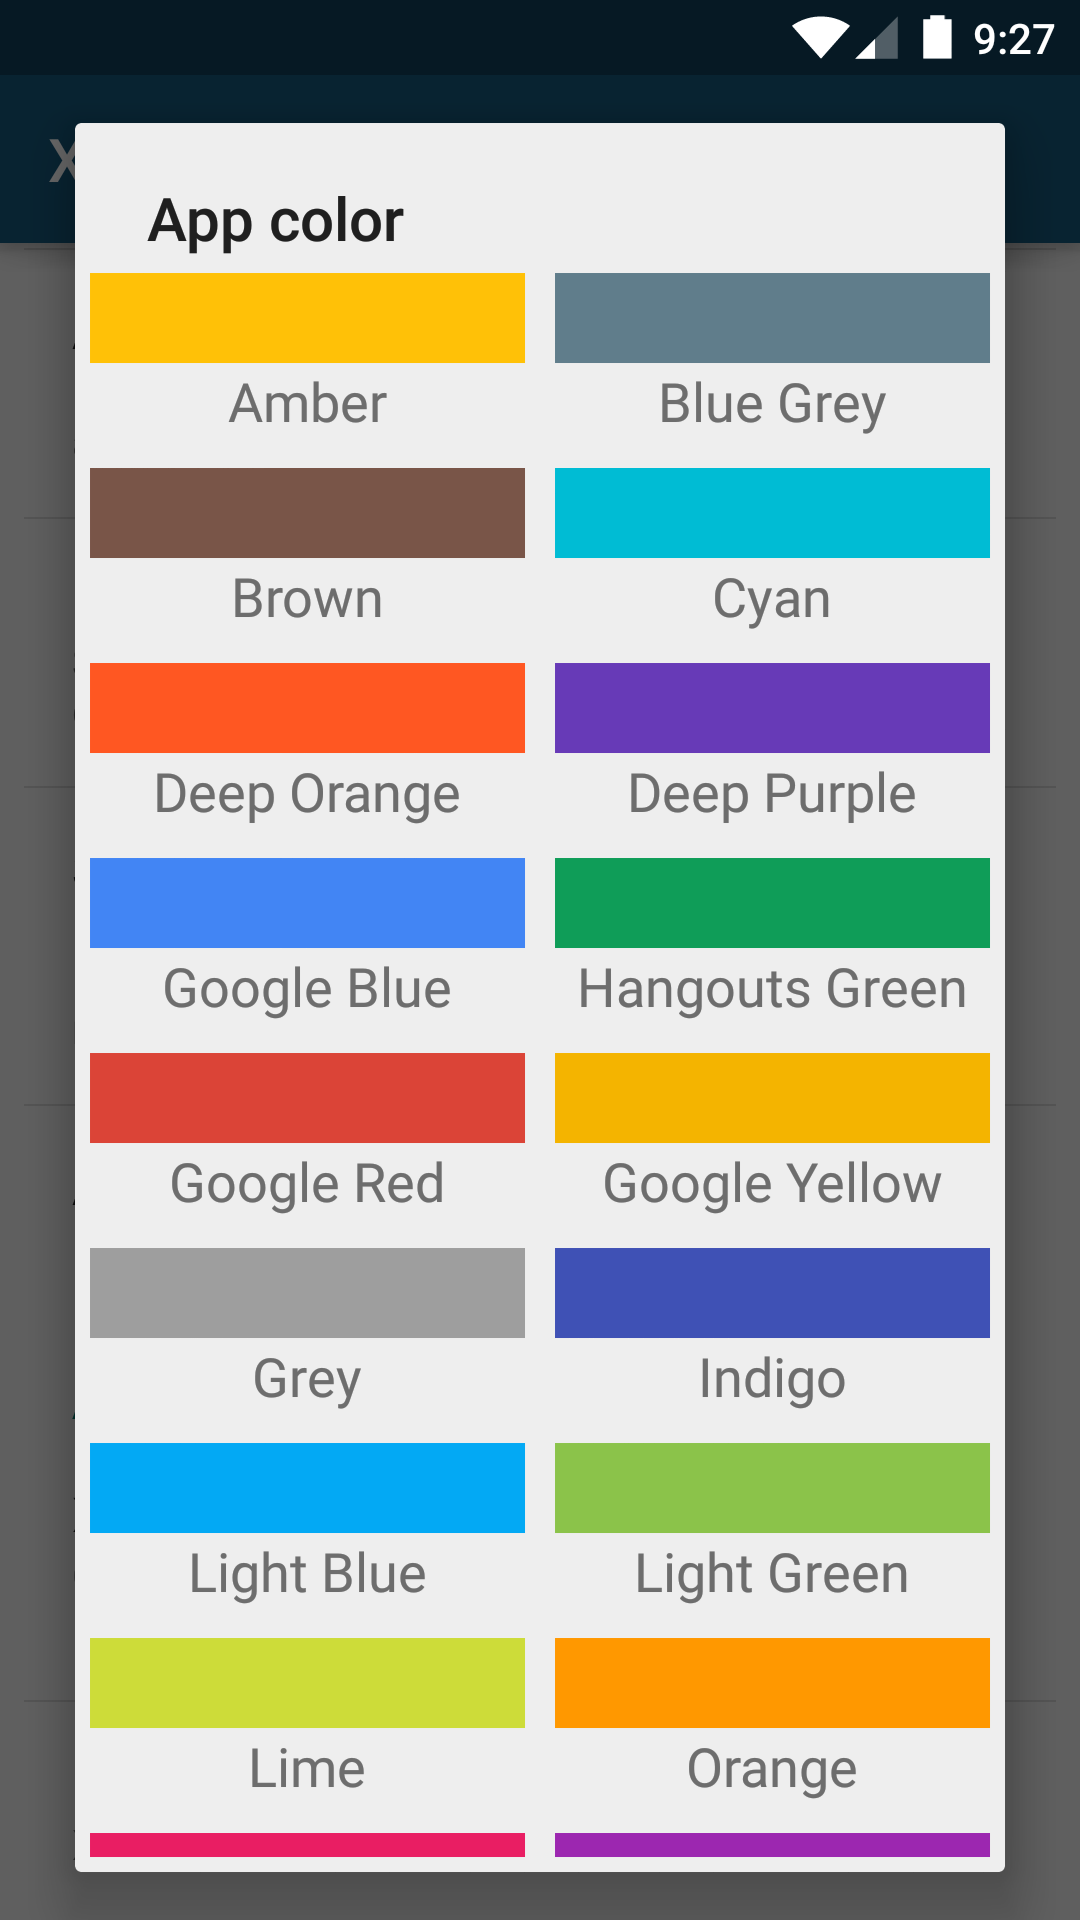 9:27
X
App color
Amber
Blue Grey
Brown
Cyan
Deep Orange
Deep Purple
Google Blue
Hangouts Green
Google Red
Google Yellow
Grey
Indigo
Light Blue
Light Green
Lime
Orange